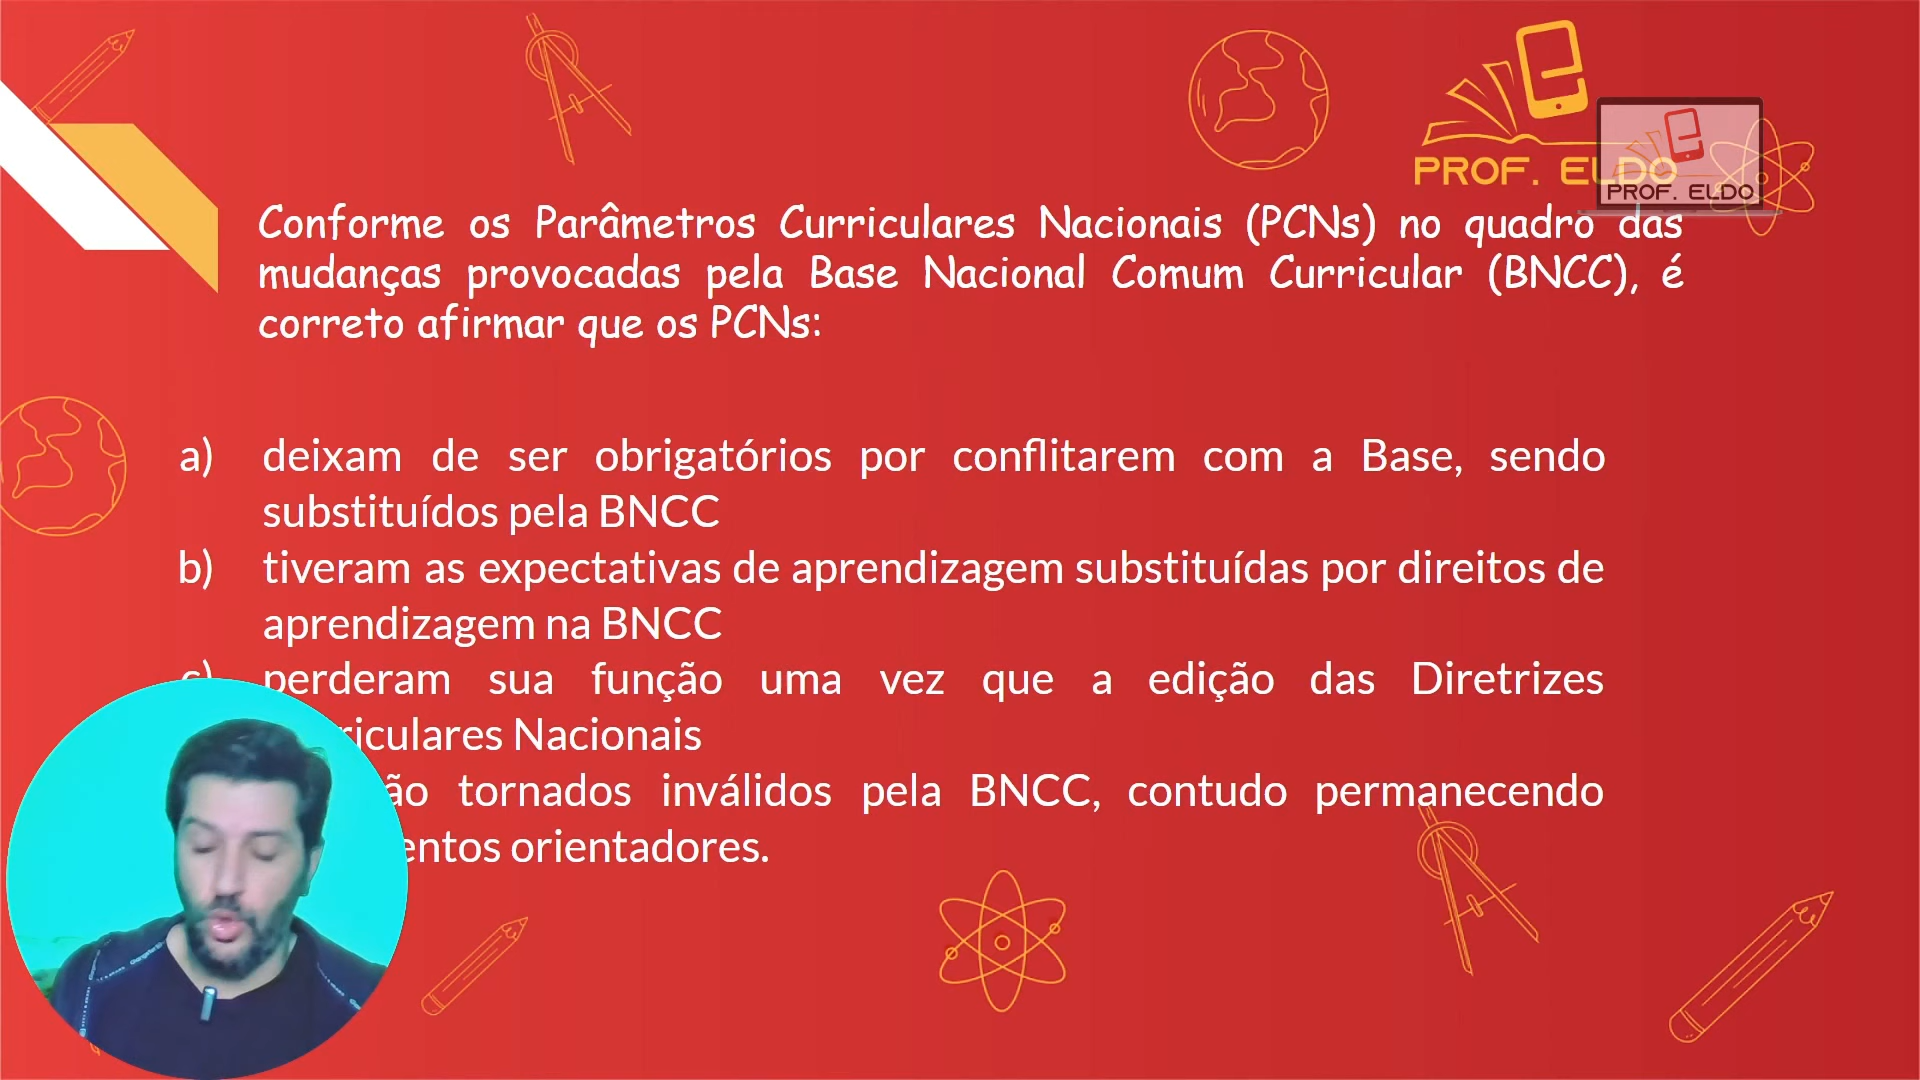 PROF. ELDO
PROF. ELDO
Conforme os Parâmetros Curriculares Nacionais (PCNs) no quadro das
mudanças provocadas pela Base Nacional Comum Curricular (BNCC), é
correto afirmar que os PCNs:
a) deixam de ser obrigatórios por conflitarem com a Base, sendo
substituídos pela BNCC
b) tiveram as expectativas de aprendizagem substituídas por direitos de
aprendizagem na BNCC
c) perderam sua função uma vez que a edição das Diretrizes
riculares Nacionais
ão tornados inválidos pela BNCC, contudo permanecendo
entos orientadores.